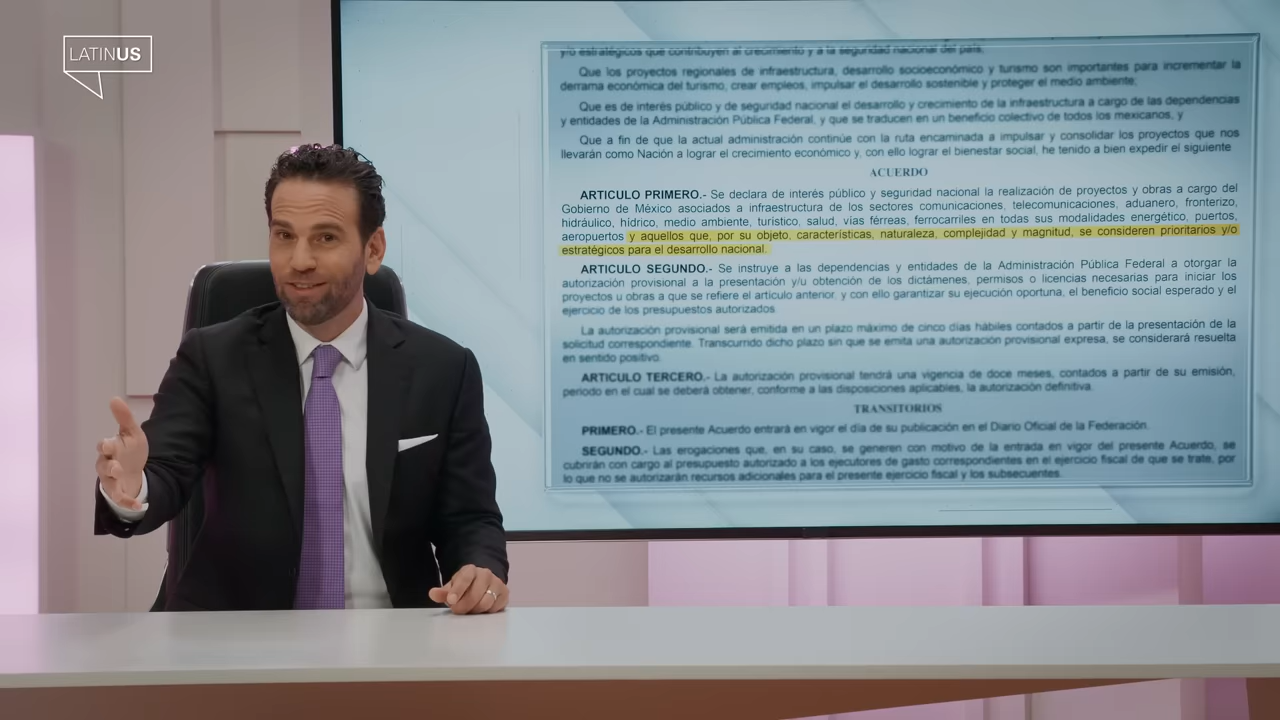 LATINUS
y/o estratégicos que contribuyen al crecimiento y a la seguridad nacional del país;
Que los proyectos regionales de infraestructura, desarrollo socioeconómico y turismo son importantes para incrementar la
derrama económica del turismo, crear empleos, impulsar el desarrollo sostenible y proteger el medio ambiente;
Que es de interés público y de seguridad nacional el desarrollo y crecimiento de la infraestructura a cargo de las dependencias
y entidades de la Administración Pública Federal, y que se traducen en un beneficio colectivo de todos los mexicanos, y
Que a fin de que la actual administración continúe con la ruta encaminada a impulsar y consolidar los proyectos que nos
llevarán como Nación a lograr el crecimiento económico y, con ello lograr el bienestar social, he tenido a bien expedir el siguiente
ACUERDO
ARTICULO PRIMERO.- Se declara de interés público y seguridad nacional la realización de proyectos y obras a cargo del
Gobierno de México asociados a infraestructura de los sectores comunicaciones, telecomunicaciones, aduanero, fronterizo,
hidráulico, hídrico, medio ambiente, turístico, salud, vías férreas, ferrocarriles en todas sus modalidades energético, puertos,
aeropuertos y aquellos que, por su objeto, características, naturaleza, complejidad y magnitud, se consideren prioritarios y/o
estratégicos para el desarrollo nacional.
ARTICULO SEGUNDO.- Se instruye a las dependencias y entidades de la Administración Pública Federal a otorgar la
autorización provisional a la presentación y/u obtención de los dictámenes, permisos o licencias necesarias para iniciar los
proyectos u obras a que se refiere el artículo anterior, y con ello garantizar su ejecución oportuna, el beneficio social esperado y el
ejercicio de los presupuestos autorizados.
La autorización provisional será emitida en un plazo máximo de cinco días hábiles contados a partir de la presentación de la
solicitud correspondiente. Transcurrido dicho plazo sin que se emita una autorización provisional expresa, se considerará resuelta
en sentido positivo.
ARTICULO TERCERO.- La autorización provisional tendrá una vigencia de doce meses, contados a partir de su emisión,
periodo en el cual se deberá obtener, conforme a las disposiciones aplicables, la autorización definitiva.
TRANSITORIOS
PRIMERO.- El presente Acuerdo entrará en vigor el día de su publicación en el Diario Oficial de la Federación.
SEGUNDO.- Las erogaciones que, en su caso, se generen con motivo de la entrada en vigor del presente Acuerdo, se
cubrirán con cargo al presupuesto autorizado a los ejecutores de gasto correspondientes en el ejercicio fiscal de que se trate, por
lo que no se autorizarán recursos adicionales para el presente ejercicio fiscal y los subsecuentes.